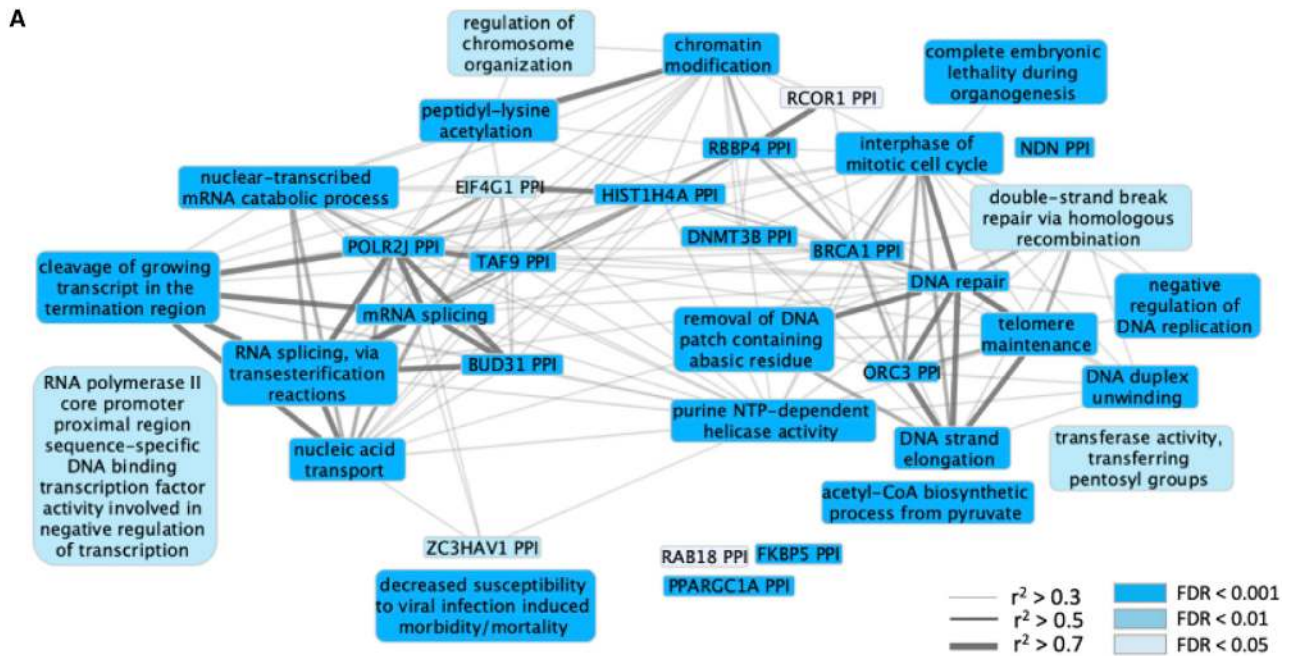 A
regulation of
chromosome
organization
chromatin
modification
complete embryonic
lethality during
organogenesis
RCOR1 PPI
peptidyl-lysine
acetylation
RBBP4 PPI
interphase of
mitotic cell cycle
NDN PPI
nuclear-transcribed
mRNA catabolic process
EIF4G1 PPI
HIST1H4A PPI
double-strand break
repair via homologous
recombination
DNMT3B PPI
BRCA1 PPI
POLR2J PPI
TAF9 PPI
cleavage of growing
transcript in the
termination region
DNA repair
negative
regulation of
DNA replication
mRNA splicing
removal of DNA
patch containing
abasic residue
telomere
maintenance
RNA splicing, via
transesterification
reactions
BUD31 PPI
ORC3 PPI
DNA duplex
unwinding
RNA polymerase II
core promoter
proximal region
sequence-specific
DNA binding
transcription factor
activity involved in
negative regulation
of transcription
purine NTP-dependent
helicase activity
nucleic acid
transport
DNA strand
elongation
transferase activity,
transferring
pentosyl groups
acetyl-CoA biosynthetic
process from pyruvate
ZC3HAV1 PPI
RAB18 PPI
FKBP5 PPI
PPARGC1A PPI
decreased susceptibility
to viral infection induced
morbidity/mortality
r² > 0.3
r² > 0.5
r² > 0.7
FDR < 0.001
FDR < 0.01
FDR < 0.05